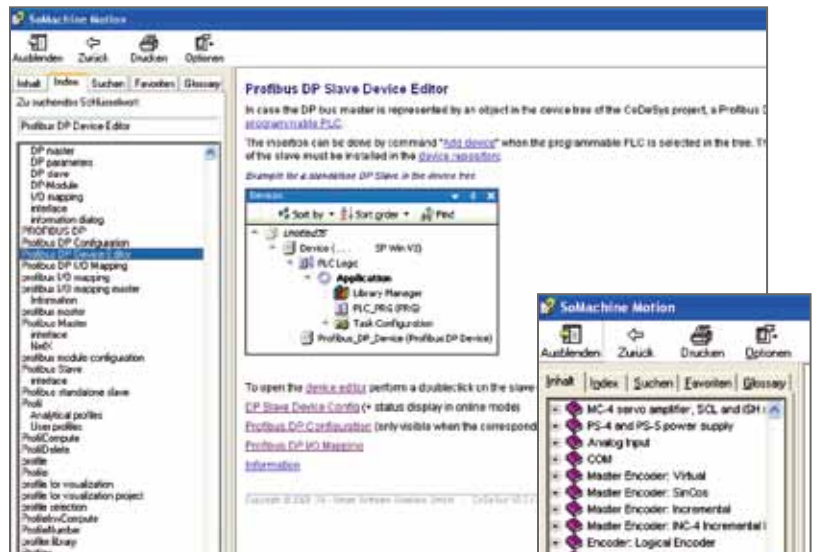 SoMachine Motion
Ausblenden Zurück Drucken Optionen
Inhalt Index Suchen Favoriten Glossary
Zu suchendes Schlüsselwort:
Profibus DP Device Editor
DP master
DP parameters
DP slave
DP-Module
I/O mapping
interface
information dialog
PROFIBUS DP
Profibus DP Configuration
Profibus DP Device Editor
Profibus DP I/O Mapping
profibus I/O mapping
profibus I/O mapping master
Information
profibus master
Profibus Master
interface
NetX
profibus module configuration
Profibus Slave
interface
Profibus standalone slave
Profil
Analytical profiles
User profiles
ProfilCompute
ProfilDelete
profile
Profile
profile for visualization
profile for visualization project
profile selection
ProfileInvCompute
ProfileNumber
profiler library
Profibus DP Slave Device Editor
In case the DP bus master is represented by an object in the device tree of the CoDeSys project, a Profibus D
programmable PLC.
The insertion can be done by command "Add device" when the programmable PLC is selected in the tree. Th
of the slave must be installed in the device repository.
Example for a standalone DP Slave in the device tree
Devices
Sort by Sort order Find
Device ( . . . SP Win V3)
PLC Logic
Application
Library Manager
PLC_PRG (PRG)
Task Configuration
Profibus_DP_Device (Profibus DP Device)
To open the device editor perform a doubleclick on the slave
DP Slave Device Config (+ status display in online mode)
Profibus DP Configuration (only visible when the correspond
Profibus DP I/O Mapping
Information
SoMachine Motion
Ausblenden Zurück Drucken Optionen
Inhalt Index Suchen Favoriten Glossary
MC-4 servo amplifier, SCL and iSH
PS-4 and PS-5 power supply
Analog Input
COM
Master Encoder: Virtual
Master Encoder: SinCos
Master Encoder: Incremental
Master Encoder: INC-4 Incremental
Encoder: Logical Encoder